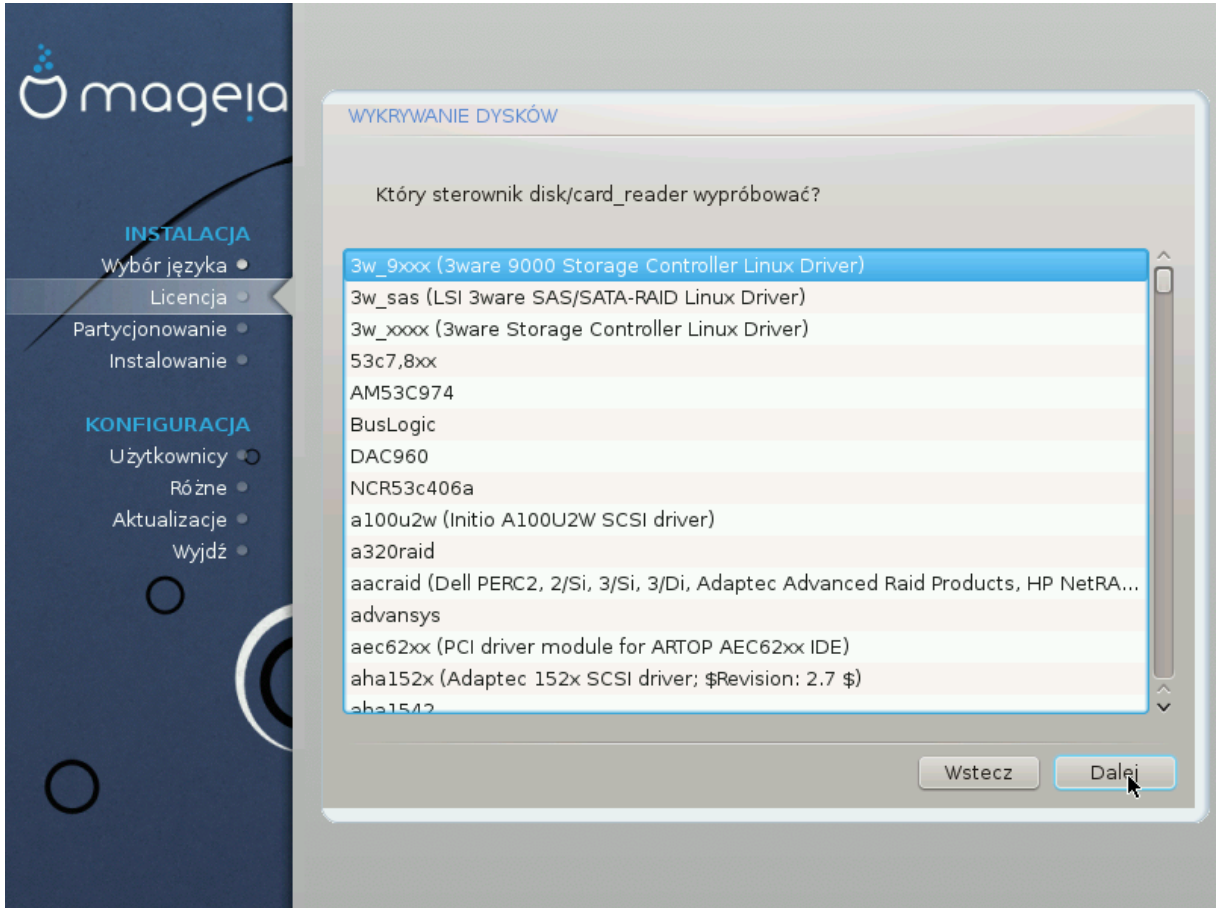 mageia
INSTALACJA
Wybór języka
Licencja
Partycjonowanie
Instalowanie
KONFIGURACJA
Użytkownicy
Różne
Aktualizacje
Wyjdź
WYKRYWANIE DYSKÓW
Który sterownik disk/card_reader wypróbować?
3w_9xxx (3ware 9000 Storage Controller Linux Driver)
3w_sas (LSI 3ware SAS/SATA-RAID Linux Driver)
3w_xxxx (3ware Storage Controller Linux Driver)
53c7,8xx
AM53C974
BusLogic
DAC960
NCR53c406a
a100u2w (Initio A100U2W SCSI driver)
a320raid
aacraid (Dell PERC2, 2/Si, 3/Si, 3/Di, Adaptec Advanced Raid Products, HP NetRA...
advansys
aec62xx (PCI driver module for ARTOP AEC62xx IDE)
aha152x (Adaptec 152x SCSI driver; $Revision: 2.7 $)
aha1542
Wstecz
Dalej